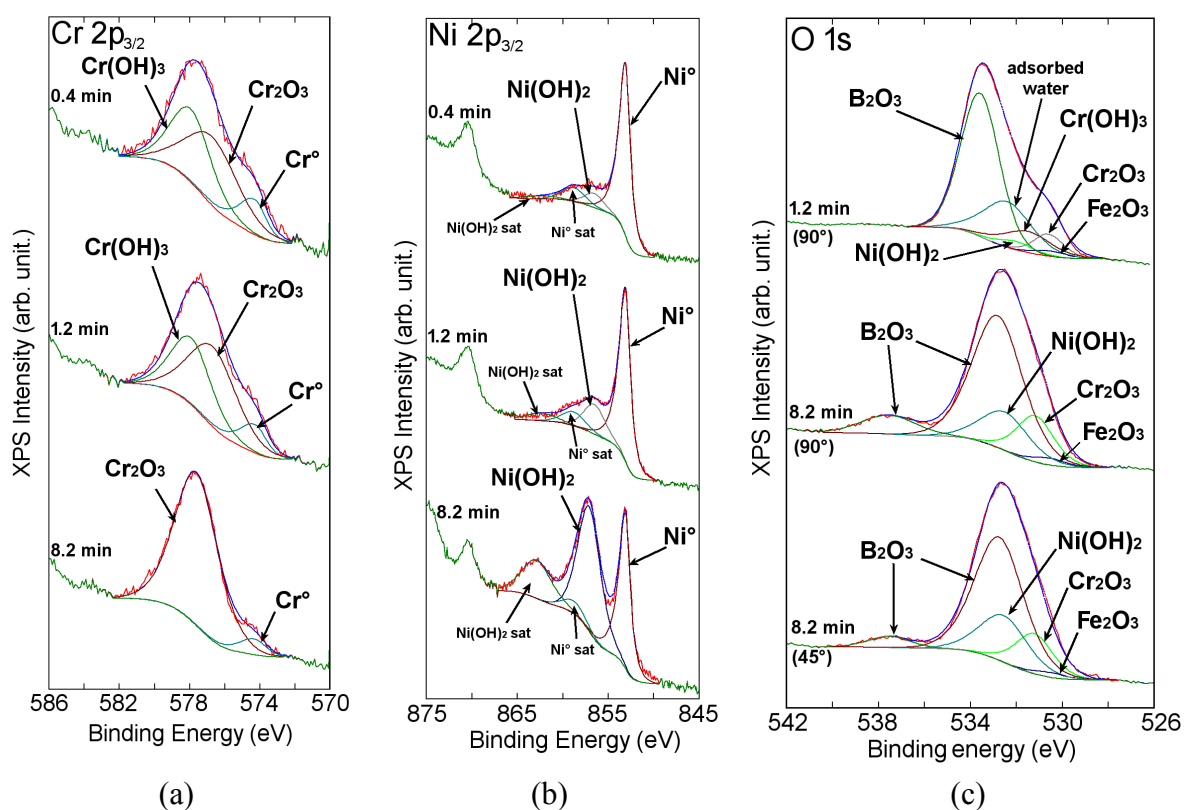 Cr 2p3/2
Cr(OH)3
Cr2O3
0.4 min
Cr°
Cr(OH)3
Cr2O3
1.2 min
Cr°
Cr2O3
8.2 min
Cr°
XPS Intensity (arb. unit.)
586 582 578 574 570
Binding Energy (eV)
(a)
Ni 2p3/2
Ni°
Ni(OH)2
0.4 min
Ni(OH)2 sat
Ni° sat
Ni(OH)2
Ni°
1.2 min
Ni(OH)2 sat
Ni° sat
Ni(OH)2
Ni°
8.2 min
Ni(OH)2 sat
Ni° sat
XPS Intensity (arb. unit.)
875 865 855 845
Binding Energy (eV)
(b)
O 1s
adsorbed
water
B2O3
Cr(OH)3
Cr2O3
Fe2O3
1.2 min
(90°)
Ni(OH)2
B2O3
Ni(OH)2
Cr2O3
8.2 min
(90°)
Fe2O3
B2O3
Ni(OH)2
Cr2O3
Fe2O3
8.2 min
(45°)
XPS Intensity (arb. unit.)
542 538 534 530 526
Binding energy (eV)
(c)